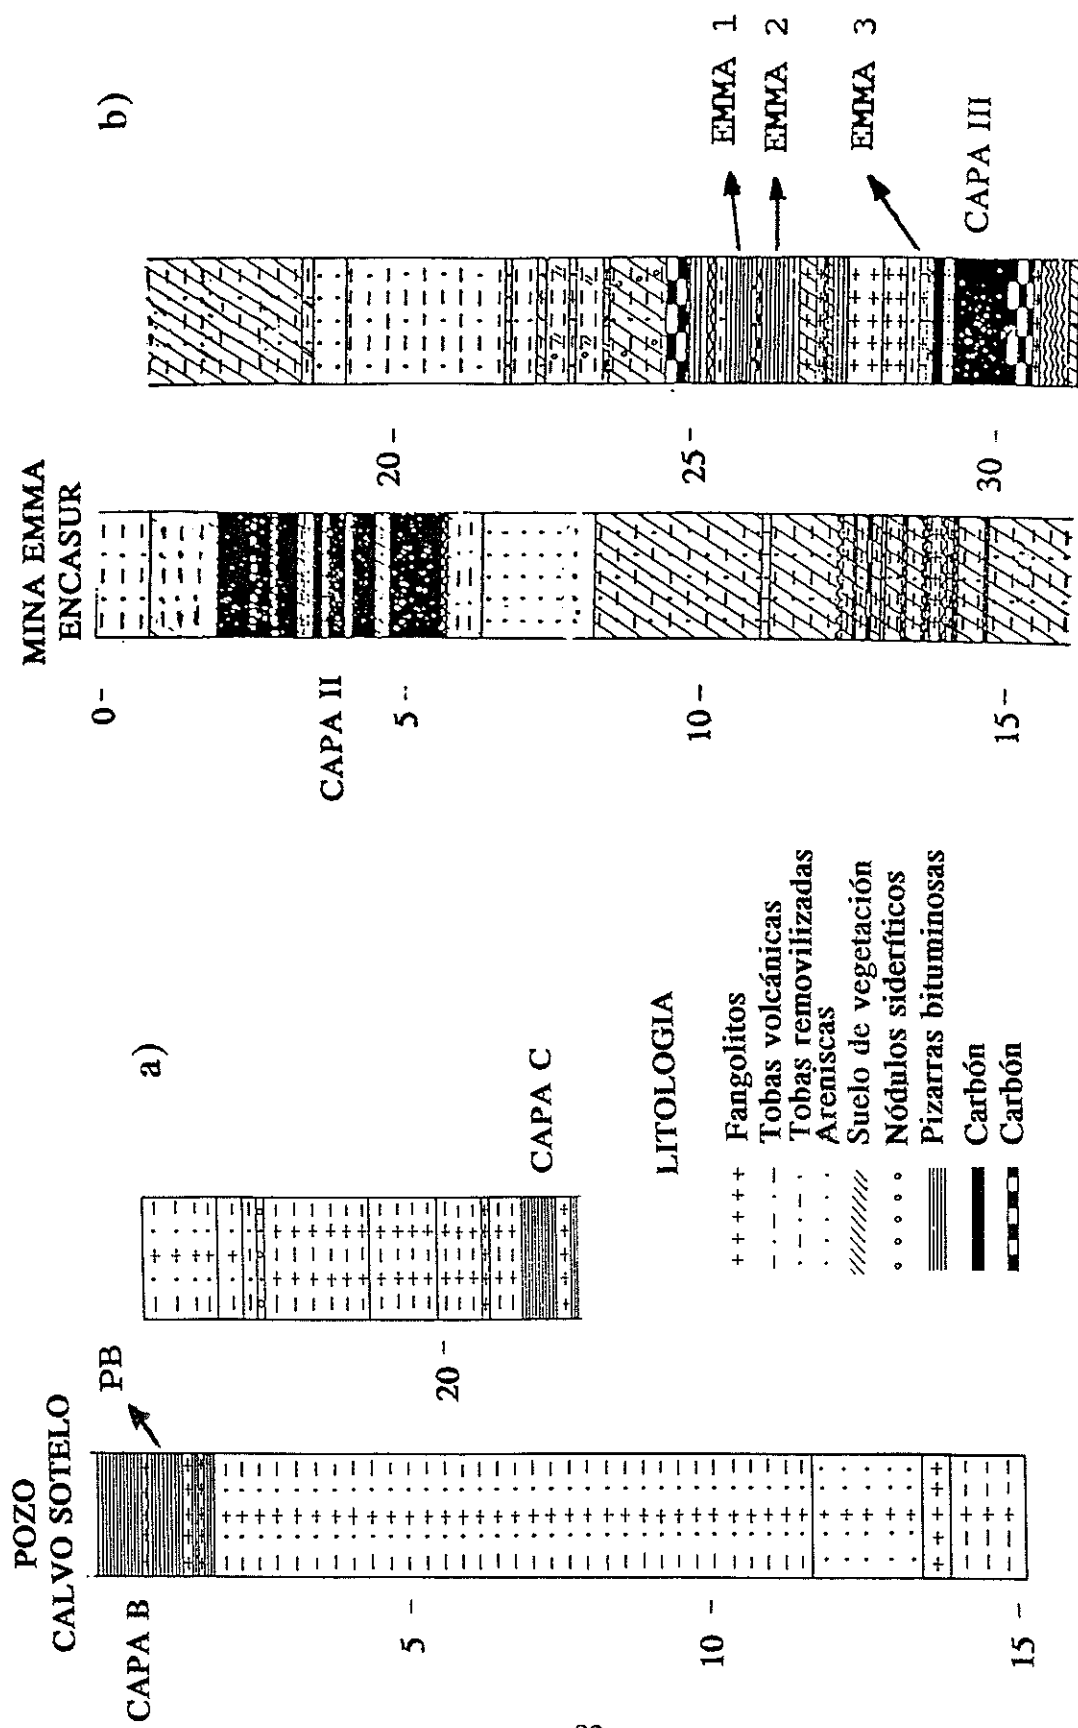 POZO
CALVO SOTELO
CAPA B
PB
5 -
10 -
15 -
a)
20 -
CAPA C
LITOLOGIA
Fangolitos
Tobas volcánicas
Tobas removilizadas
Areniscas
Suelo de vegetación
Nódulos sideríticos
Pizarras bituminosas
Carbón
Carbón
MINA EMMA
ENCASUR
0 -
CAPA II
5 -
10 -
15 -
b)
20 -
25 -
30 -
EMMA 1
EMMA 2
EMMA 3
CAPA III